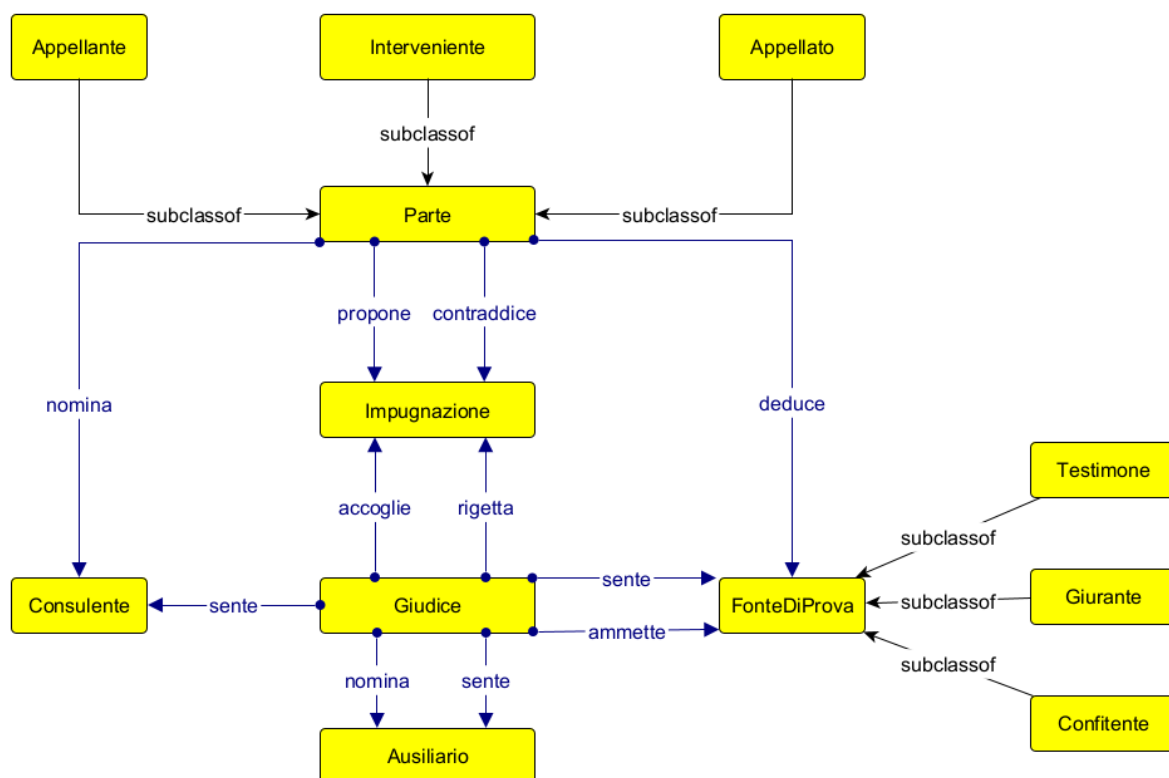 Appellante
Interveniente
Appellato
subclassof
subclassof
Parte
subclassof
propone
contraddice
nomina
Impugnazione
deduce
Testimone
accoglie
rigetta
subclassof
Consulente
sente
Giudice
sente
ammette
FonteDiProva
subclassof
Giurante
subclassof
nomina
sente
Confitente
Ausiliario